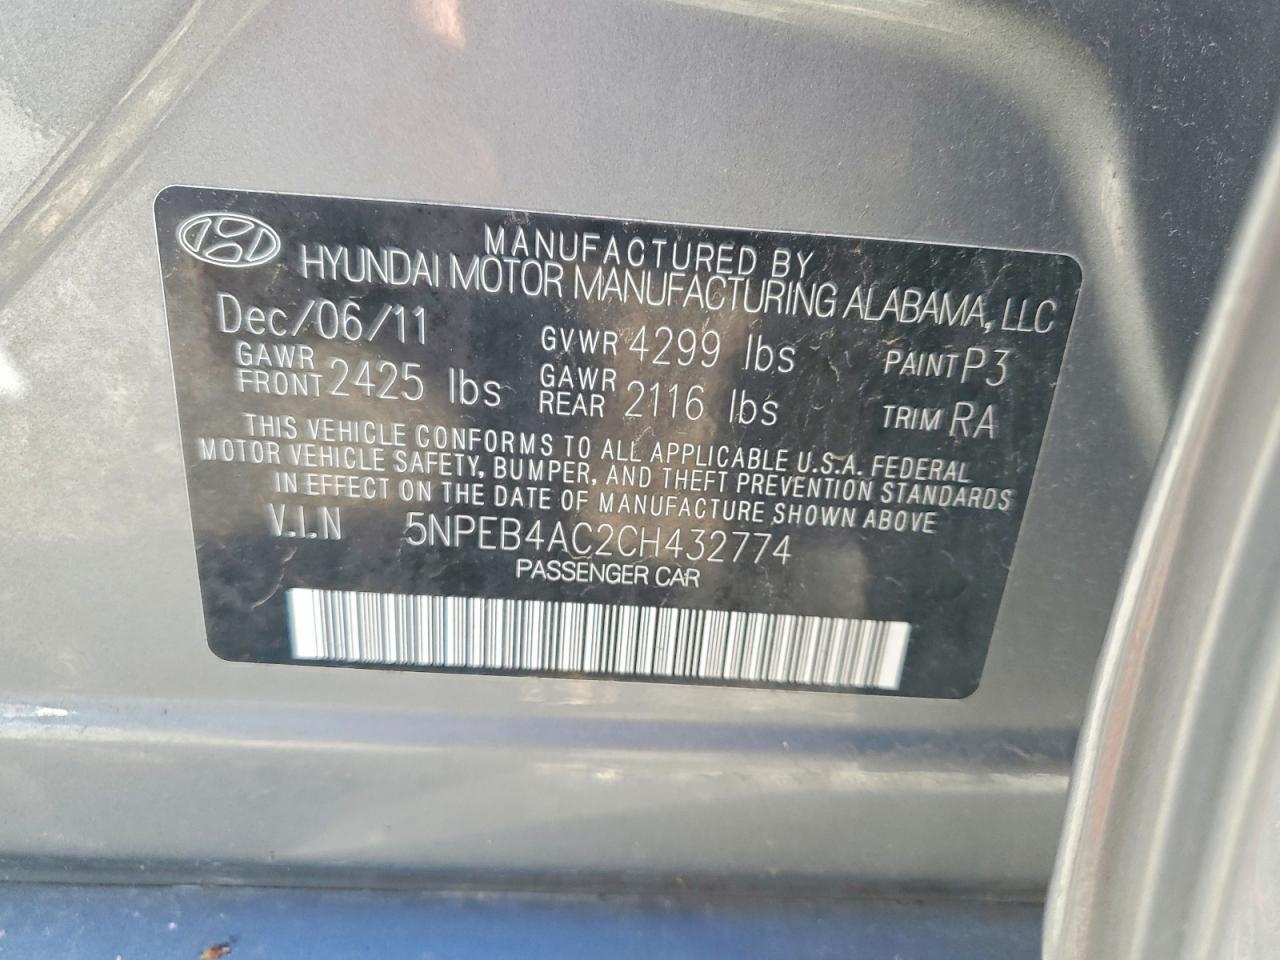 MANUFACTURED BY
HYUNDAI MOTOR MANUFACTURING ALABAMA, LLC
Dec/06/11 GVWR 4299 lbs PAINT P3
GAWR FRONT 2425 lbs GAWR REAR 2116 lbs TRIM RA
THIS VEHICLE CONFORMS TO ALL APPLICABLE U.S.A. FEDERAL
MOTOR VEHICLE SAFETY, BUMPER, AND THEFT PREVENTION STANDARDS
IN EFFECT ON THE DATE OF MANUFACTURE SHOWN ABOVE
V.I.N 5NPEB4AC2CH432774
PASSENGER CAR